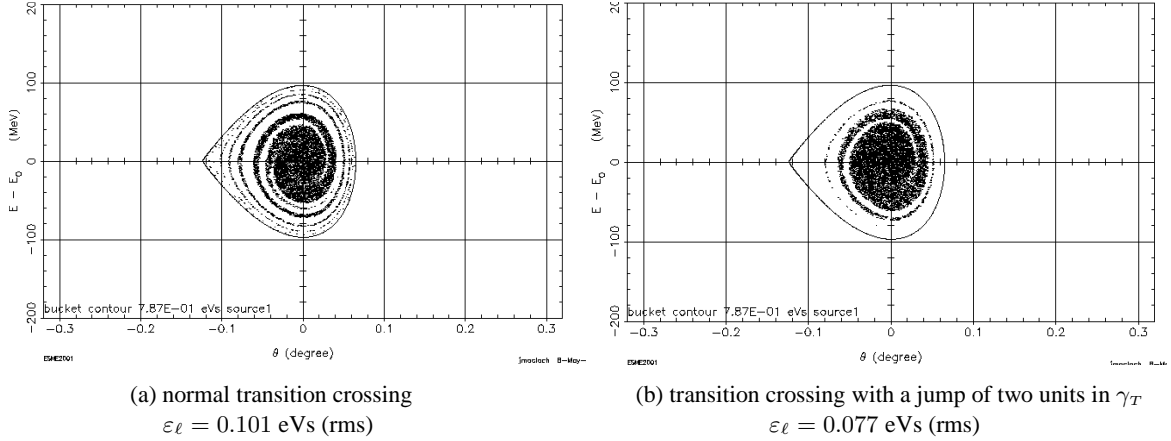 20
100
0
−100
−200
E − E₀ (MeV)
bucket contour 7.87E−01 eVs source1
−0.3 −0.2 −0.1 0 0.1 0.2 0.3
θ (degree)
ESME2001
jmaclach 8−May−
(a) normal transition crossing
εℓ = 0.101 eVs (rms)
20
100
0
−100
−200
E − E₀ (MeV)
bucket contour 7.87E−01 eVs source1
−0.3 −0.2 −0.1 0 0.1 0.2 0.3
θ (degree)
ESME2001
jmaclach 8−May−
(b) transition crossing with a jump of two units in γT
εℓ = 0.077 eVs (rms)